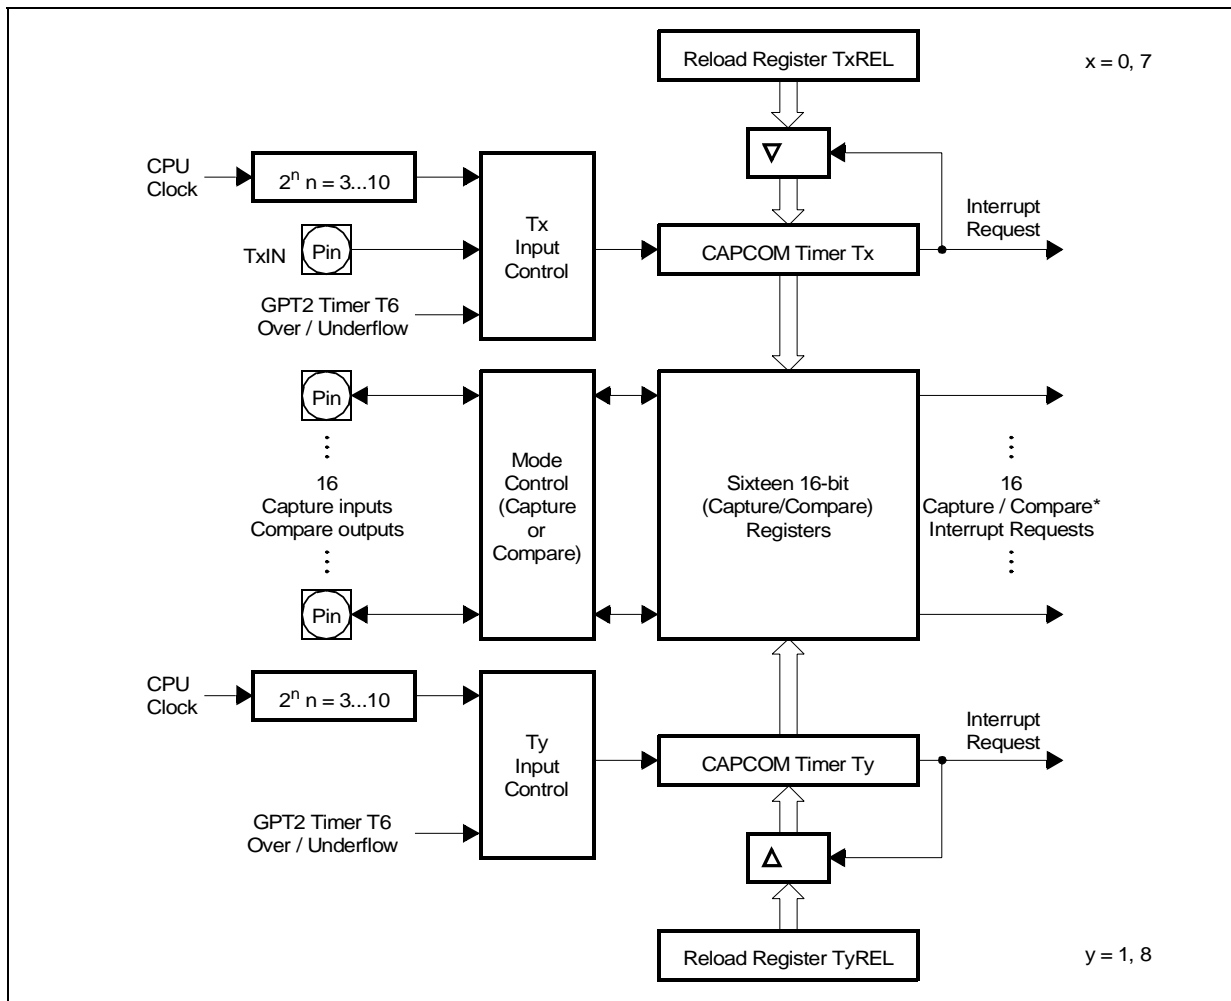 Reload Register TxREL
x = 0, 7
CPU
Clock
2ⁿ n = 3...10
Tx
Input
Control
TxIN
Pin
CAPCOM Timer Tx
Interrupt
Request
GPT2 Timer T6
Over / Underflow
Pin
16
Capture inputs
Compare outputs
Pin
Mode
Control
(Capture
or
Compare)
Sixteen 16-bit
(Capture/Compare)
Registers
16
Capture / Compare*
Interrupt Requests
CPU
Clock
2ⁿ n = 3...10
Ty
Input
Control
CAPCOM Timer Ty
Interrupt
Request
GPT2 Timer T6
Over / Underflow
Reload Register TyREL
y = 1, 8